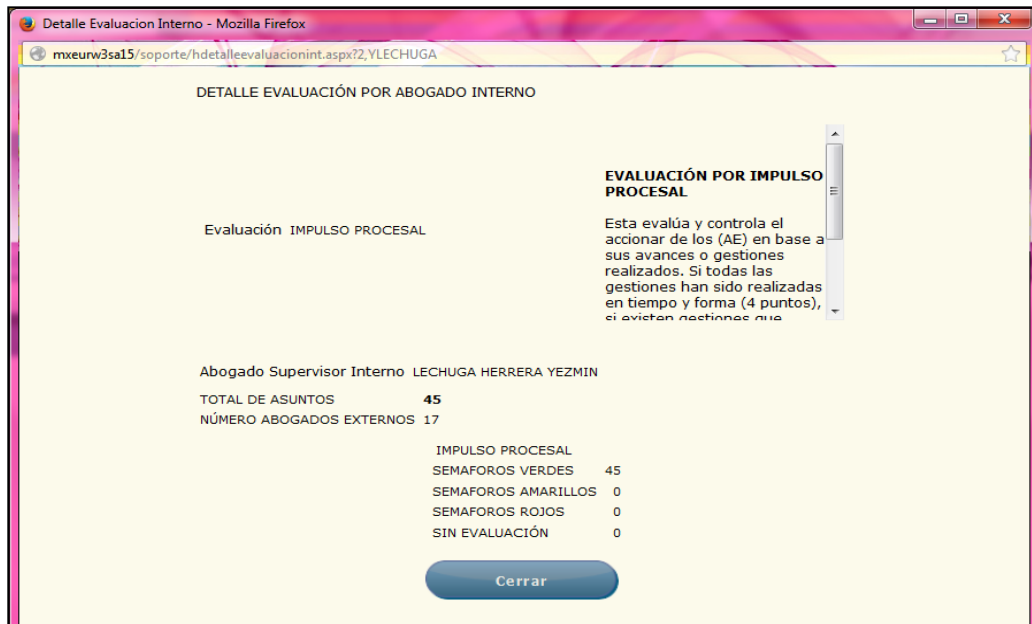 Detalle Evaluacion Interno - Mozilla Firefox
mxeurw3sa15/soporte/hdetalleevaluacionint.aspx?2,YLECHUGA
DETALLE EVALUACIÓN POR ABOGADO INTERNO
Evaluación IMPULSO PROCESAL
EVALUACIÓN POR IMPULSO
PROCESAL
Esta evalúa y controla el
accionar de los (AE) en base a
sus avances o gestiones
realizados. Si todas las
gestiones han sido realizadas
en tiempo y forma (4 puntos),
si existen gestiones que
Abogado Supervisor Interno LECHUGA HERRERA YEZMIN
TOTAL DE ASUNTOS 45
NÚMERO ABOGADOS EXTERNOS 17
IMPULSO PROCESAL
SEMAFOROS VERDES 45
SEMAFOROS AMARILLOS 0
SEMAFOROS ROJOS 0
SIN EVALUACIÓN 0
Cerrar